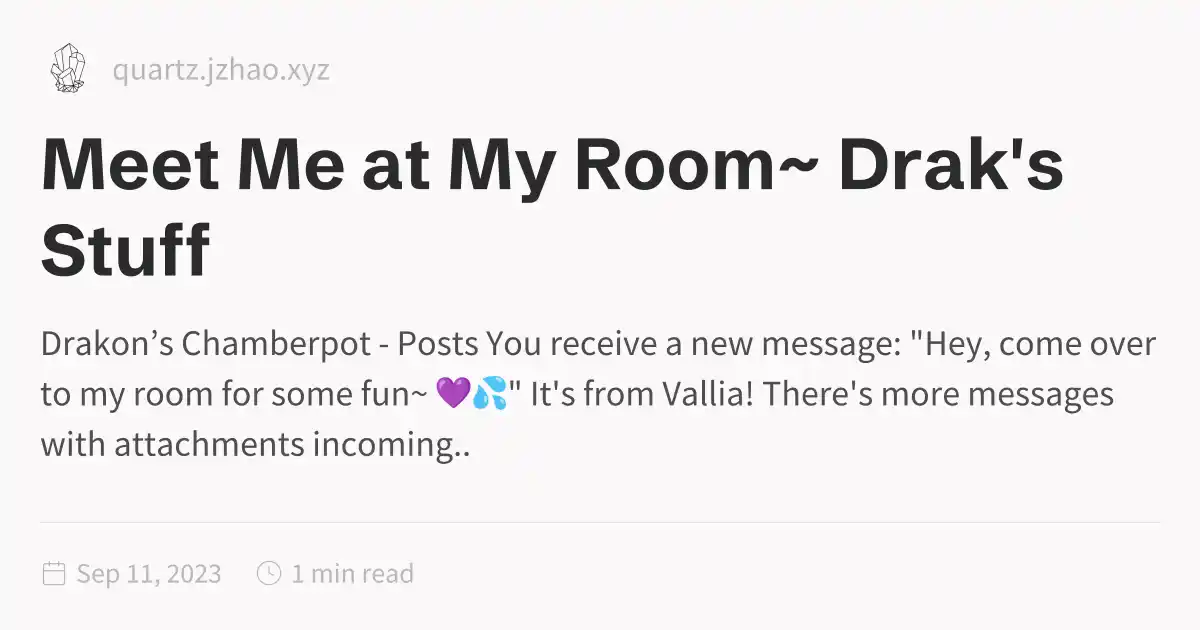 quartz.jzhao.xyz
Meet Me at My Room~ Drak's
Stuff
Drakon’s Chamberpot - Posts You receive a new message: "Hey, come over
to my room for some fun~ 💜💦" It's from Vallia! There's more messages
with attachments incoming..
Sep 11, 2023 1 min read